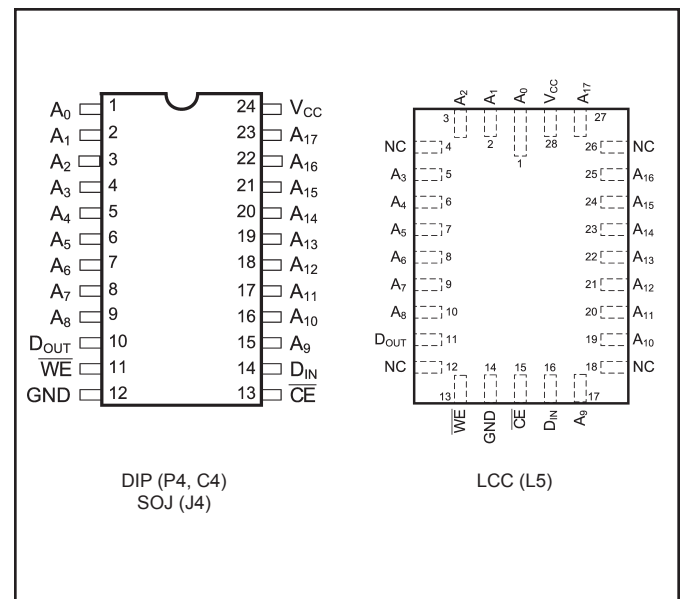 A0 1 24 VCC
A1 2 23 A17
A2 3 22 A16
A3 4 21 A15
A4 5 20 A14
A5 6 19 A13
A6 7 18 A12
A7 8 17 A11
A8 9 16 A10
DOUT 10 15 A9
WE 11 14 DIN
GND 12 13 CE
DIP (P4, C4)
SOJ (J4)
A2 A1 A0 VCC A17
3 2 1 28 27
NC 4 26 NC
A3 5 25 A16
A4 6 24 A15
A5 7 23 A14
A6 8 22 A13
A7 9 21 A12
A8 10 20 A11
DOUT 11 19 A10
NC 12 18 NC
13 14 15 16 17
WE GND CE DIN A9
LCC (L5)